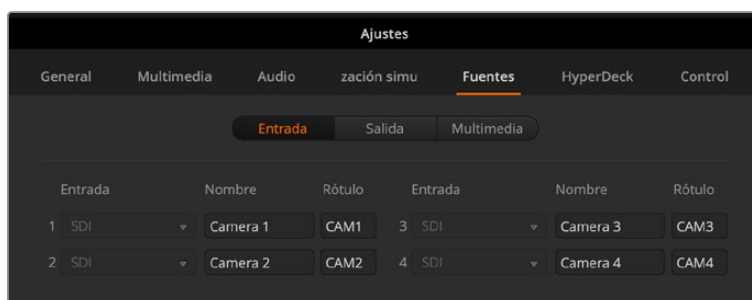 Ajustes
General Multimedia Audio zación simu Fuentes HyperDeck Control
Entrada Salida Multimedia
Entrada Nombre Rótulo Entrada Nombre Rótulo
1 SDI Camera 1 CAM1 3 SDI Camera 3 CAM3
2 SDI Camera 2 CAM2 4 SDI Camera 4 CAM4